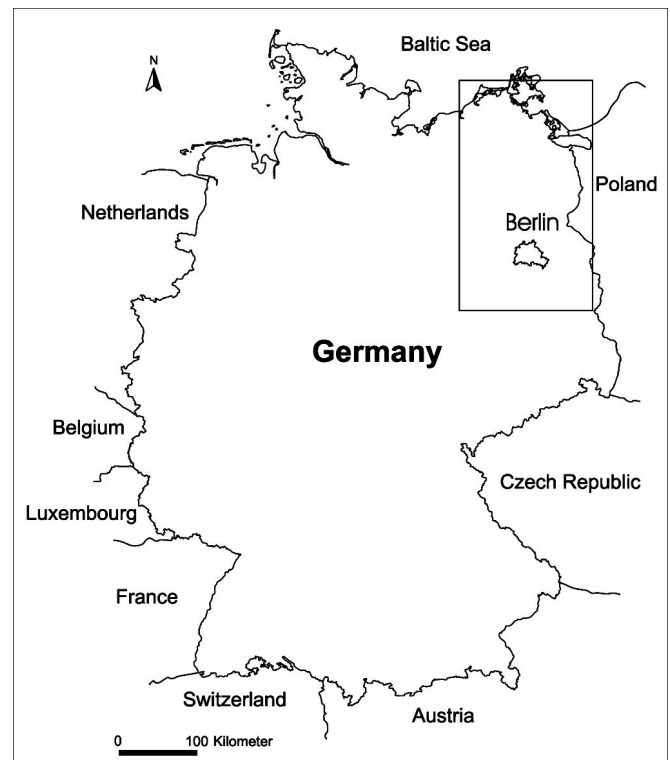 Baltic Sea
N
Poland
Netherlands
Berlin
Germany
Belgium
Czech Republic
Luxembourg
France
Switzerland
Austria
0 100 Kilometer